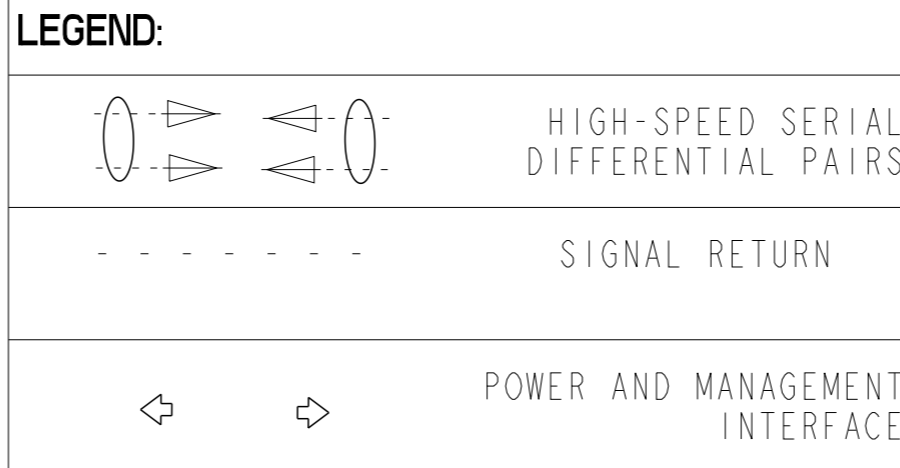 LEGEND:
HIGH-SPEED SERIAL
DIFFERENTIAL PAIRS
SIGNAL RETURN
POWER AND MANAGEMENT
INTERFACE